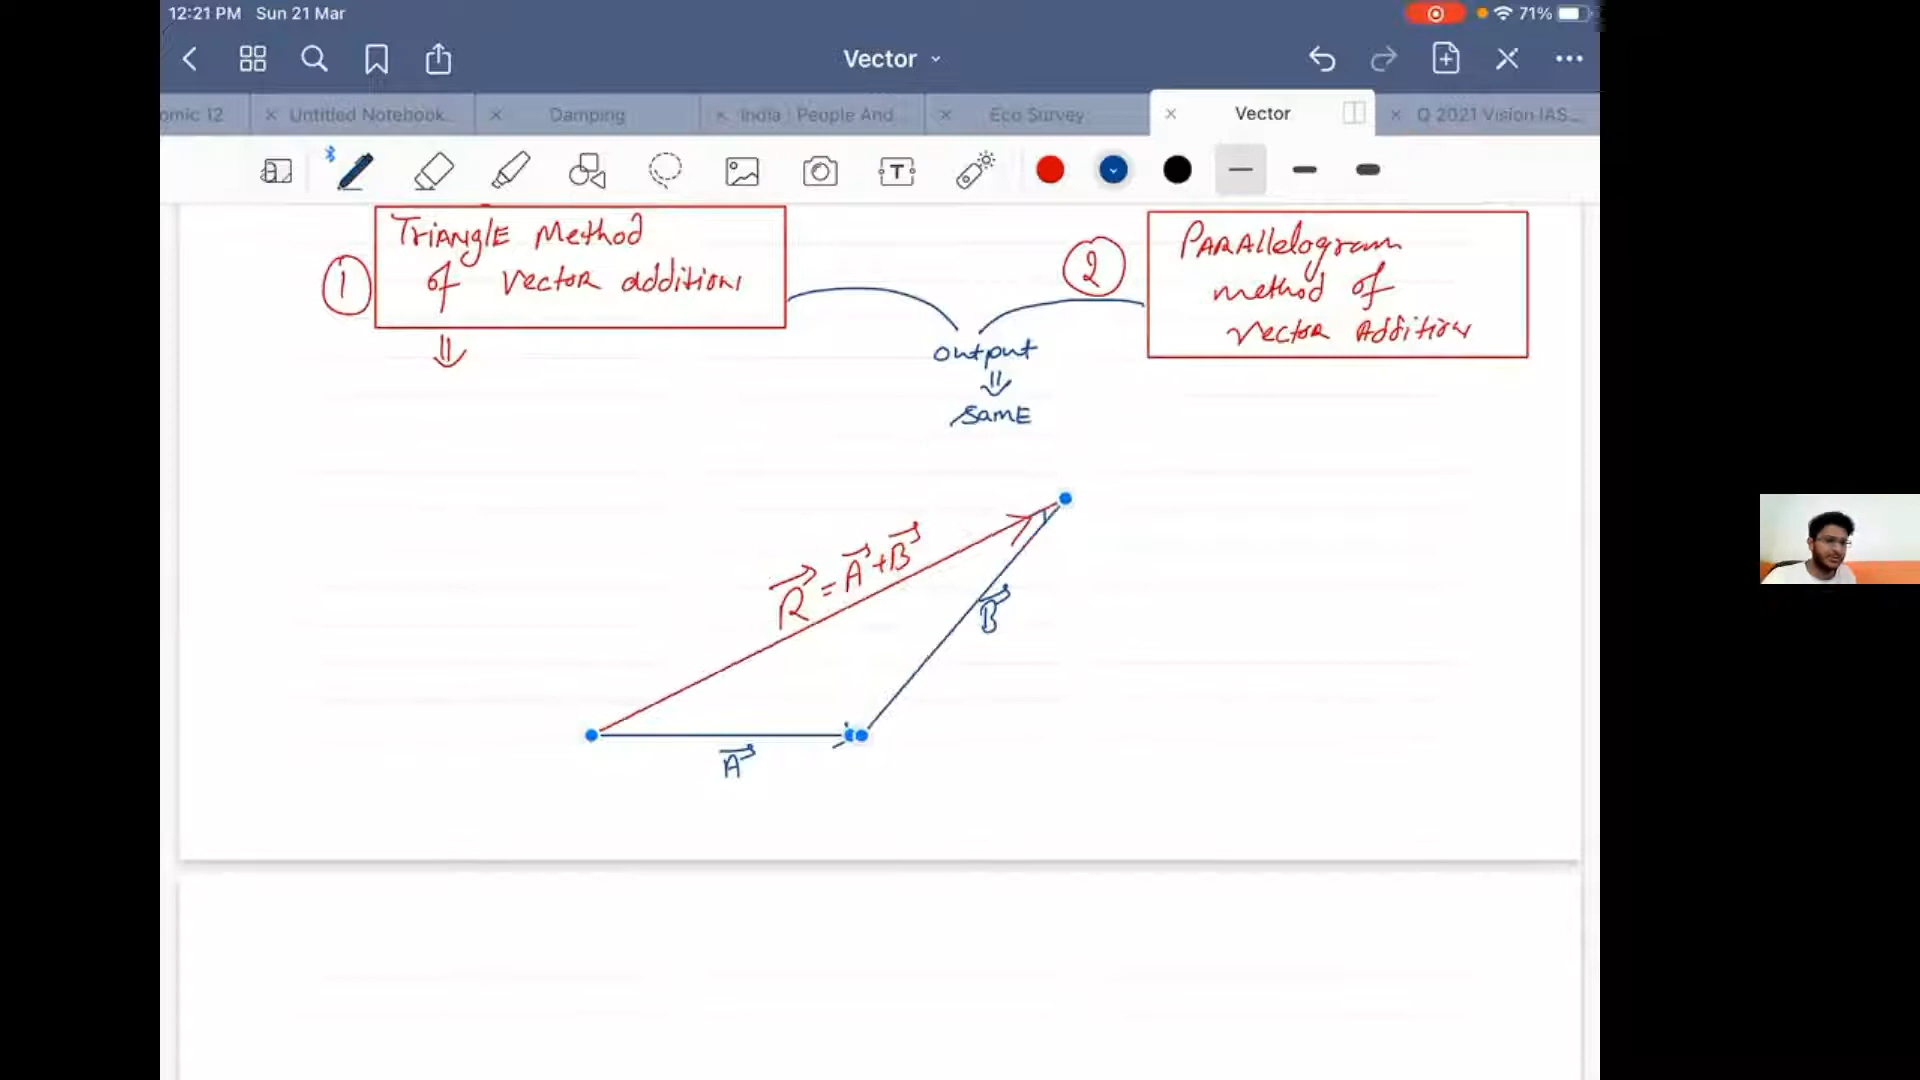 12:21 PM Sun 21 Mar
71%
Vector
omic 12
Untitled Notebook
Damping
India : People And
Eco Survey
Vector
Q 2021 Vision IAS...
T
TRIANGlE Method
1
of vector addition
2
PARAllelogram
method of
Vector Addition
output
⇓
samE
⇓
R = A + B
B
A